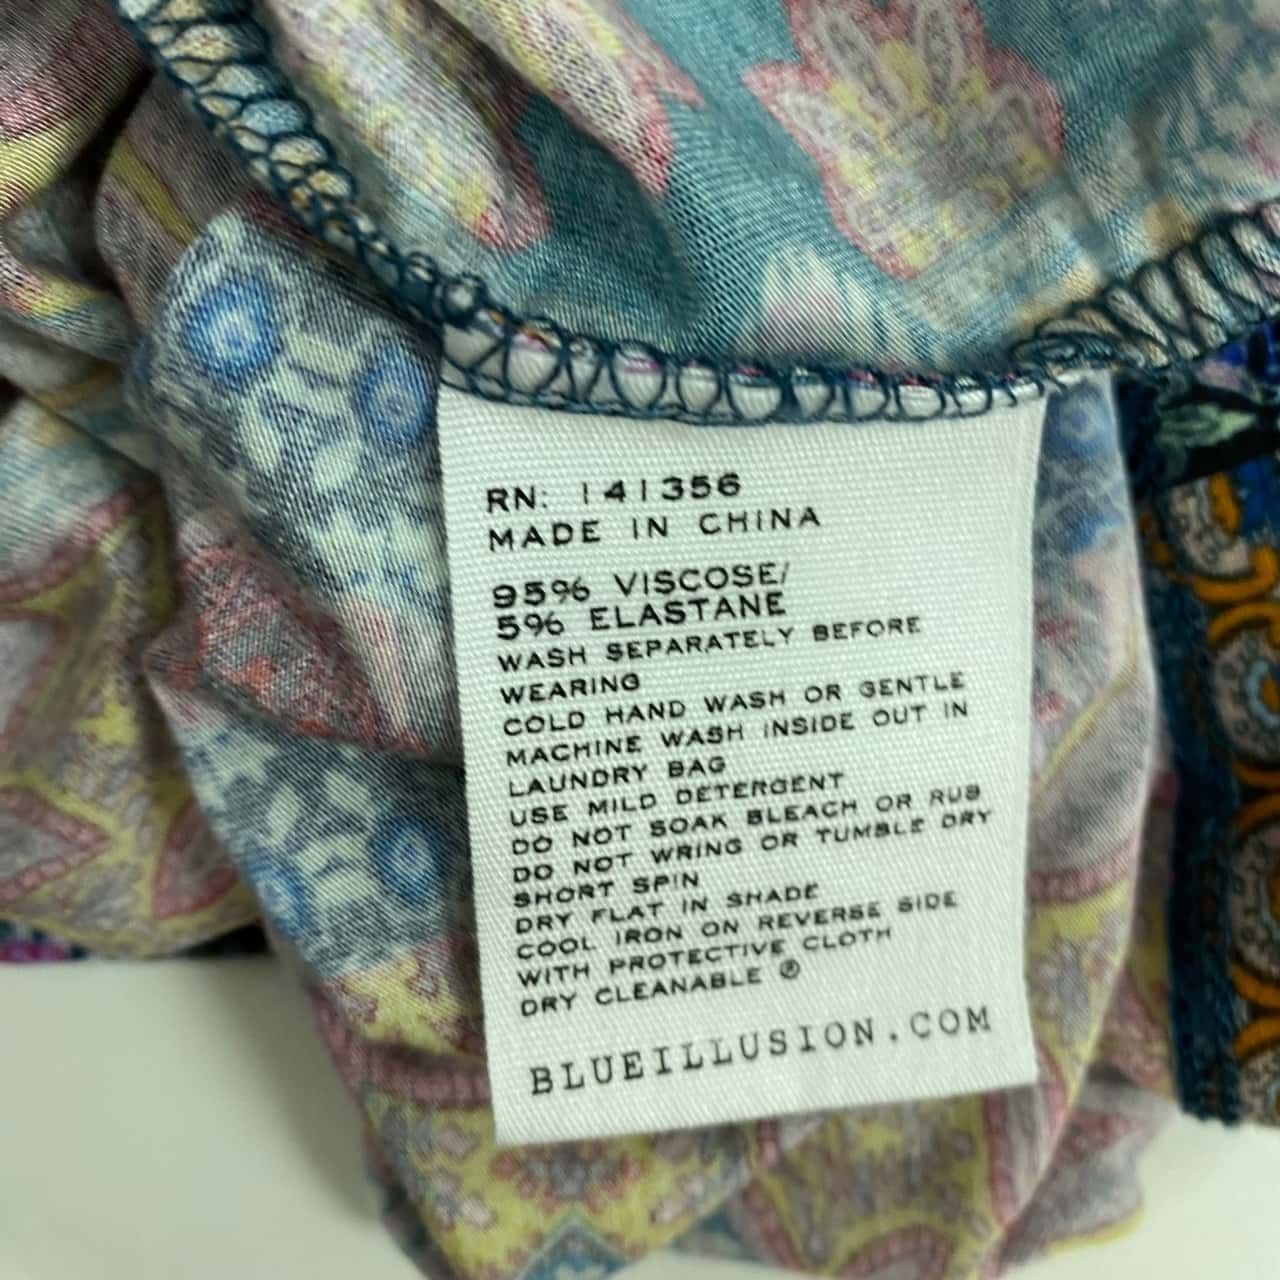 RN: 141356
MADE IN CHINA
95% VISCOSE/
5% ELASTANE
WASH SEPARATELY BEFORE
WEARING
COLD HAND WASH OR GENTLE
MACHINE WASH INSIDE OUT IN
LAUNDRY BAG
USE MILD DETERGENT
DO NOT SOAK BLEACH OR RUB
DO NOT WRING OR TUMBLE DRY
SHORT SPIN
DRY FLAT IN SHADE
COOL IRON ON REVERSE SIDE
WITH PROTECTIVE CLOTH
DRY CLEANABLE Ⓟ
BLUEILLUSION.COM